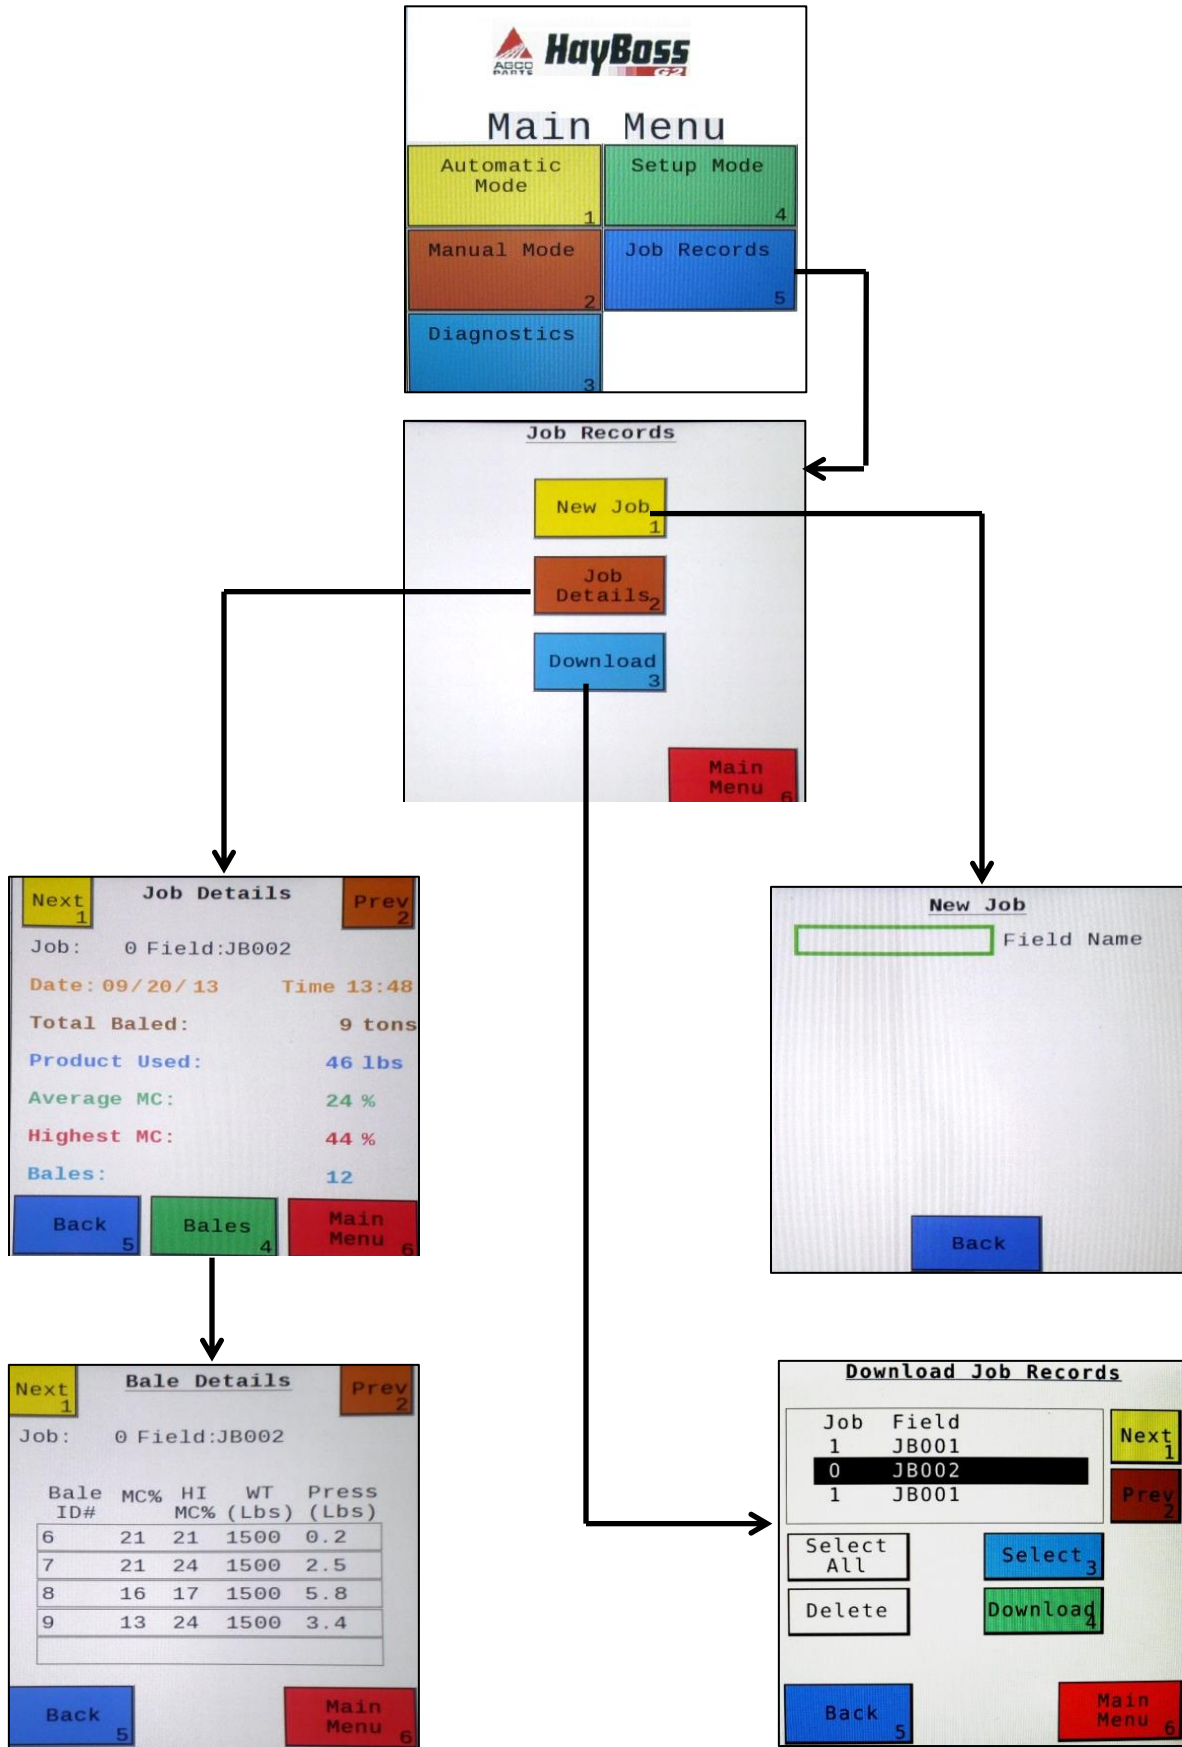 AGCO
PARTS
HayBoss
G2
Main Menu
Automatic
Mode
1
Setup Mode
4
Manual Mode
2
Job Records
5
Diagnostics
3
Job Records
New Job
1
Job
Details
2
Download
3
Main
Menu
6
Next
1
Job Details
Prev
2
Job: 0 Field:JB002
Date: 09/20/13 Time 13:48
Total Baled: 9 tons
Product Used: 46 lbs
Average MC: 24 %
Highest MC: 44 %
Bales: 12
Back
5
Bales
4
Main
Menu
6
New Job
Field Name
Back
Next
1
Bale Details
Prev
2
Job: 0 Field:JB002
Bale MC% HI WT Press
ID# MC% (Lbs) (Lbs)
6 21 21 1500 0.2
7 21 24 1500 2.5
8 16 17 1500 5.8
9 13 24 1500 3.4
Back
5
Main
Menu
6
Download Job Records
Job Field
1 JB001
0 JB002
1 JB001
Next
1
Prev
2
Select
All
Select
3
Delete
Download
4
Back
5
Main
Menu
6